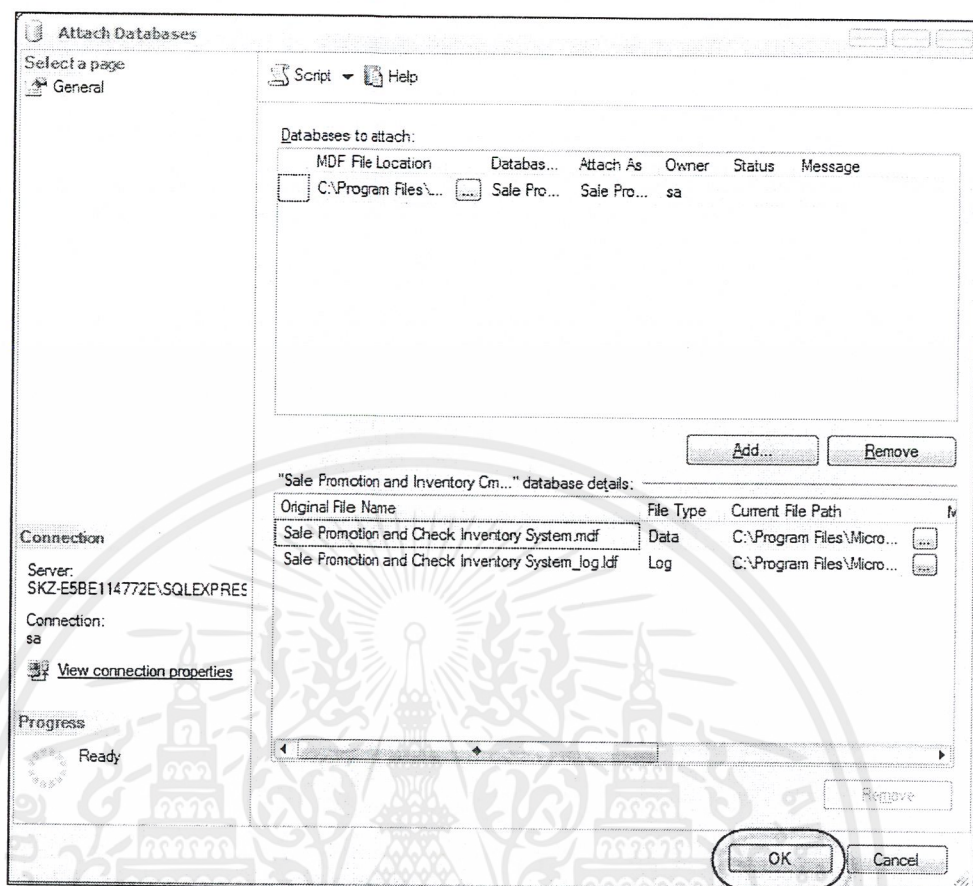 Attach Databases
Select a page
General
Script Help
Databases to attach:
MDF File Location Databas... Attach As Owner Status Message
C:\Program Files\... ... Sale Pro... Sale Pro... sa
Add... Remove
"Sale Promotion and Inventory Cm..." database details:
Original File Name File Type Current File Path M
Sale Promotion and Check Inventory System.mdf Data C:\Program Files\Micro... ...
Sale Promotion and Check Inventory System_log.ldf Log C:\Program Files\Micro... ...
Connection
Server:
SKZ-E5BE114772E\SQLEXPRES
Connection:
sa
View connection properties
Progress
Ready
Remove
OK Cancel